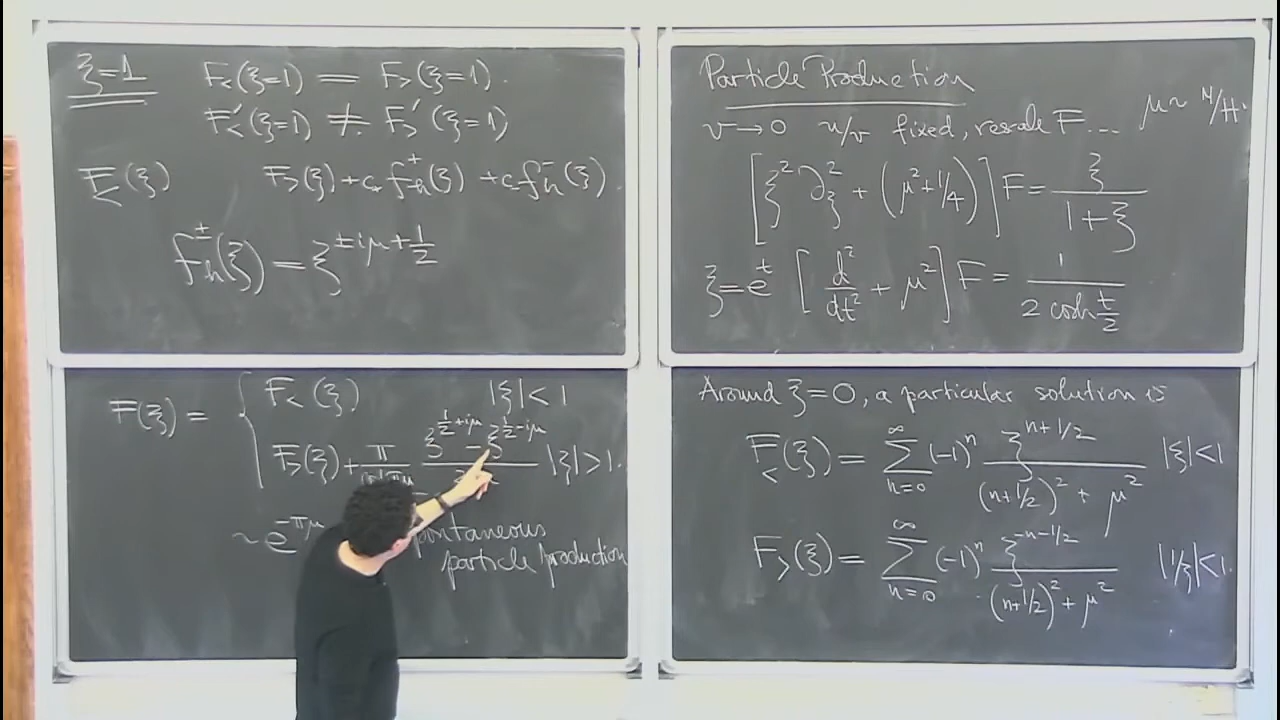 ξ=1 F<(ξ=1) = F>(ξ=1).
F'<(ξ=1) ≠ F'>(ξ=1)
F<(ξ) F>(ξ) + c₊ f⁺ₕ(ξ) + c₋ f⁻ₕ(ξ).
f±ₕ(ξ) = ξ^{±iμ+1/2}
F(ξ) = { F<(ξ) |ξ|<1
F>(ξ) + π ξ^{1/2+iμ} - ξ^{1/2-iμ} |ξ|>1.
~ e^{-πμ} spontaneous
particle production
Particle Production
v→0 u/v fixed, rescale F... μ~M/H.
[ξ² ∂²_ξ + (μ²+1/4)] F = ξ/(1+ξ)
ξ=e^t [d²/dt² + μ²] F = 1/(2 cosh t/2)
Around ξ=0, a particular solution is
F<(ξ) = Σ_{n=0}^{∞} (-1)^n ξ^{n+1/2}/((n+1/2)² + μ²) |ξ|<1
F>(ξ) = Σ_{n=0}^{∞} (-1)^n ξ^{-n-1/2}/((n+1/2)² + μ²) |1/ξ|<1.